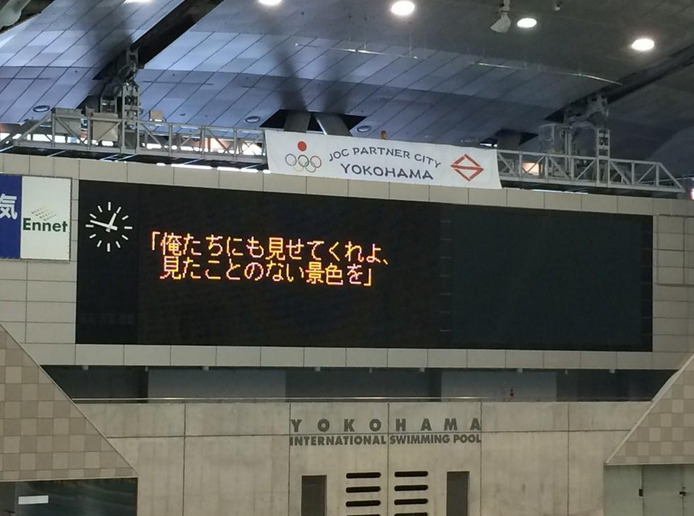 JOC PARTNER CITY
YOKOHAMA
気
Ennet
「俺たちにも見せてくれよ、
見たことのない景色を」
YOKOHAMA
INTERNATIONAL SWIMMING POOL